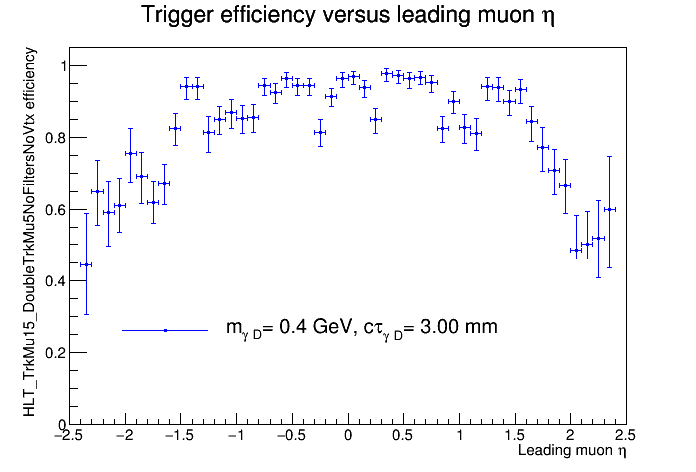 Trigger efficiency versus leading muon η
HLT_TrkMu15_DoubleTrkMu5NoFiltersNoVtx efficiency
1
0.8
0.6
0.4
0.2
0
m_γ D = 0.4 GeV, cτ_γ D = 3.00 mm
−2.5 −2 −1.5 −1 −0.5 0 0.5 1 1.5 2 2.5
Leading muon η